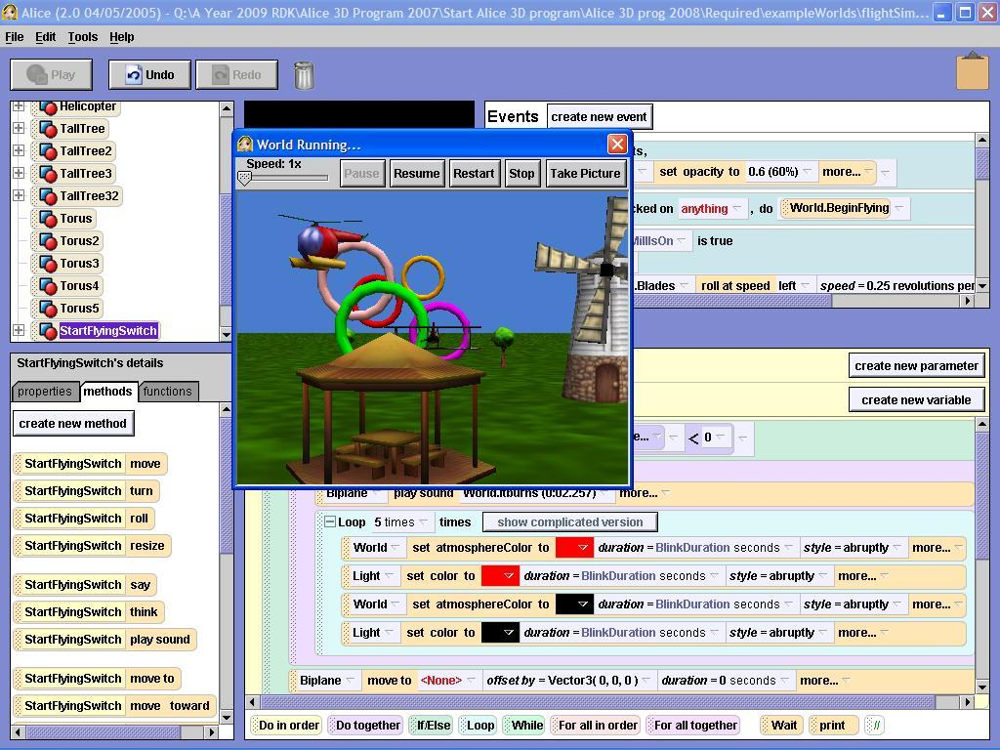 Alice (2.0 04/05/2005) - Q:\A Year 2009 RDK\Alice 3D Program 2007\Start Alice 3D program\Alice 3D prog 2008\Required\exampleWorlds\flightSim...
File Edit Tools Help
Play Undo Redo
Helicopter
TallTree
TallTree2
TallTree3
TallTree32
Torus
Torus2
Torus3
Torus4
Torus5
StartFlyingSwitch
Events create new event
ts,
set opacity to 0.6 (60%) more...
cked on anything , do World.BeginFlying
MillIsOn is true
.Blades roll at speed left speed = 0.25 revolutions per
World Running...
Speed: 1x Pause Resume Restart Stop Take Picture
StartFlyingSwitch's details
properties methods functions
create new method
StartFlyingSwitch move
StartFlyingSwitch turn
StartFlyingSwitch roll
StartFlyingSwitch resize
StartFlyingSwitch say
StartFlyingSwitch think
StartFlyingSwitch play sound
StartFlyingSwitch move to
StartFlyingSwitch move toward
create new parameter
create new variable
e... < 0
Biplane play sound World.itburns (0:02.257) more...
Loop 5 times times show complicated version
World set atmosphereColor to duration = BlinkDuration seconds style = abruptly more...
Light set color to duration = BlinkDuration seconds style = abruptly more...
World set atmosphereColor to duration = BlinkDuration seconds style = abruptly more...
Light set color to duration = BlinkDuration seconds style = abruptly more...
Biplane move to <None> offset by = Vector3( 0, 0, 0 ) duration = 0 seconds more...
Do in order Do together If/Else Loop While For all in order For all together Wait print //